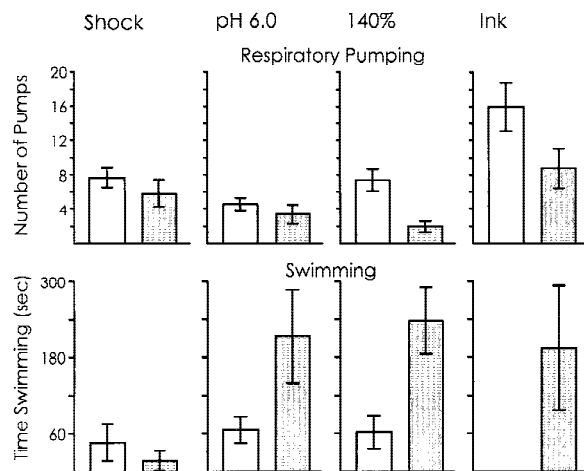 Shock pH 6.0 140% Ink
Respiratory Pumping
Number of Pumps
20
16
12
8
4
Swimming
Time Swimming (sec)
300
180
60